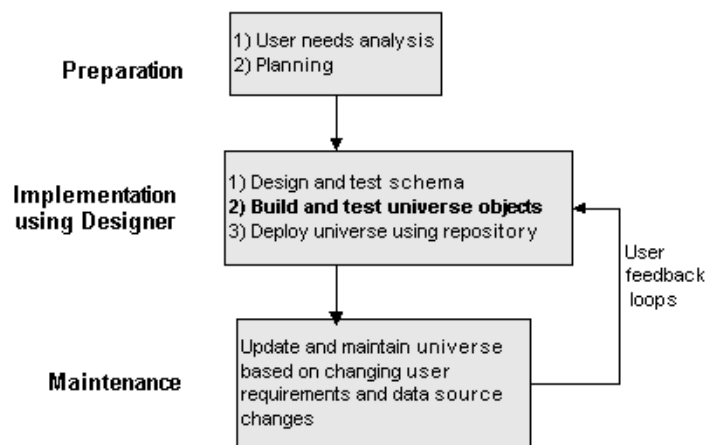 Preparation
1) User needs analysis
2) Planning
Implementation
using Designer
1) Design and test schema
2) Build and test universe objects
3) Deploy universe using repository
User
feedback
loops
Maintenance
Update and maintain universe
based on changing user
requirements and data source
changes